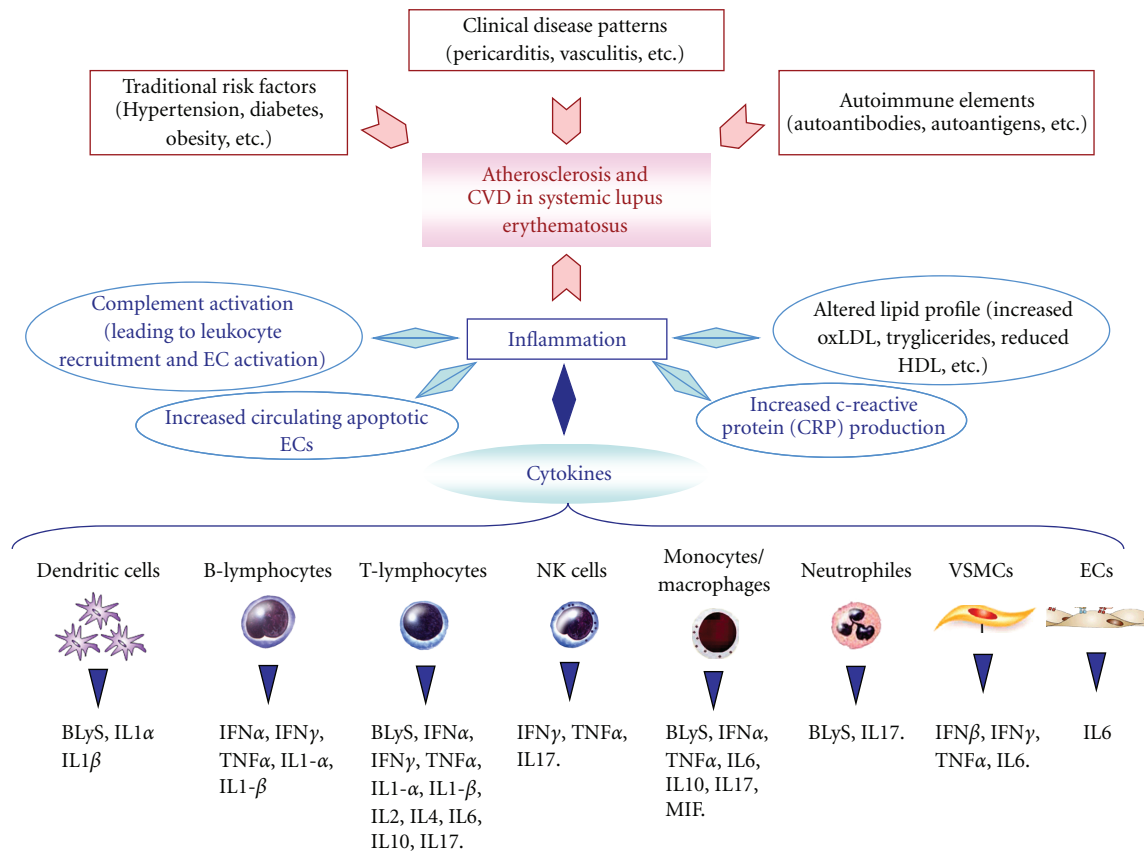 Clinical disease patterns
(pericarditis, vasculitis, etc.)
Traditional risk factors
(Hypertension, diabetes,
obesity, etc.)
Autoimmune elements
(autoantibodies, autoantigens, etc.)
Atherosclerosis and
CVD in systemic lupus
erythematosus
Complement activation
(leading to leukocyte
recruitment and EC activation)
Inflammation
Altered lipid profile (increased
oxLDL, tryglicerides, reduced
HDL, etc.)
Increased circulating apoptotic
ECs
Increased c-reactive
protein (CRP) production
Cytokines
Dendritic cells
B-lymphocytes
T-lymphocytes
NK cells
Monocytes/
macrophages
Neutrophiles
VSMCs
ECs
BLyS, IL1α
IL1β
IFNα, IFNγ,
TNFα, IL1-α,
IL1-β
BLyS, IFNα,
IFNγ, TNFα,
IL1-α, IL1-β,
IL2, IL4, IL6,
IL10, IL17.
IFNγ, TNFα,
IL17.
BLyS, IFNα,
TNFα, IL6,
IL10, IL17,
MIF.
BLyS, IL17.
IFNβ, IFNγ,
TNFα, IL6.
IL6